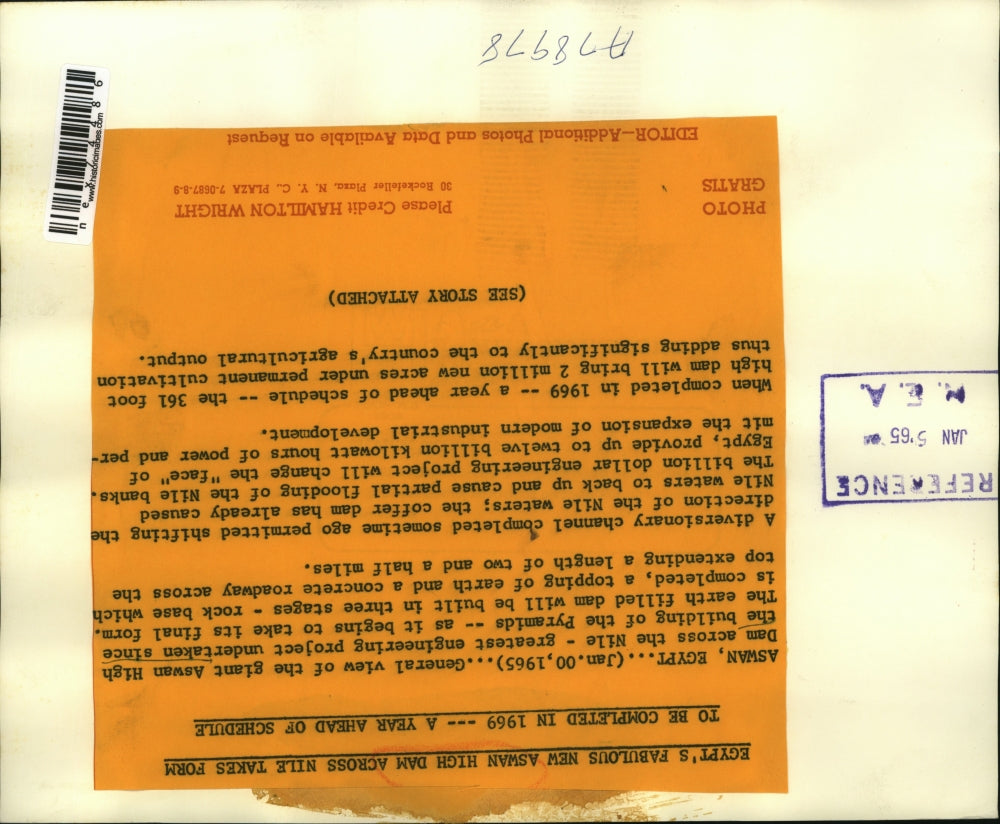 EGYPT'S FABULOUS NEW ASWAN HIGH DAM ACROSS NILE TAKES FORM
TO BE COMPLETED IN 1969 --- A YEAR AHEAD OF SCHEDULE
ASWAN, EGYPT...(Jan.00,1965)...General view of the giant Aswan High
Dam across the Nile - greatest engineering project undertaken since
the building of the Pyramids -- as it begins to take its final form.
The earth filled dam will be built in three stages - rock base which
is completed, a topping of earth and a concrete roadway across the
top extending a length of two and a half miles.
A diversionary channel completed sometime ago permitted shifting the
direction of the Nile waters; the coffer dam has already caused
Nile waters to back up and cause partial flooding of the Nile banks.
The billion dollar engineering project will change the "face" of
Egypt, provide up to twelve billion kilowatt hours of power and per-
mit the expansion of modern industrial development.
When completed in 1969 -- a year ahead of schedule -- the 361 foot
high dam will bring 2 million new acres under permanent cultivation
thus adding significantly to the country's agricultural output.
(SEE STORY ATTACHED)
PHOTO
GRATIS
Please Credit HAMILTON WRIGHT
30 Rockefeller Plaza, N. Y. C., PLAZA 7-0687-8-9
EDITOR—Additional Photos and Data Available on Request
REFERENCE
JAN 5 '65
N. E. A.
A78978
www.historicimages.com